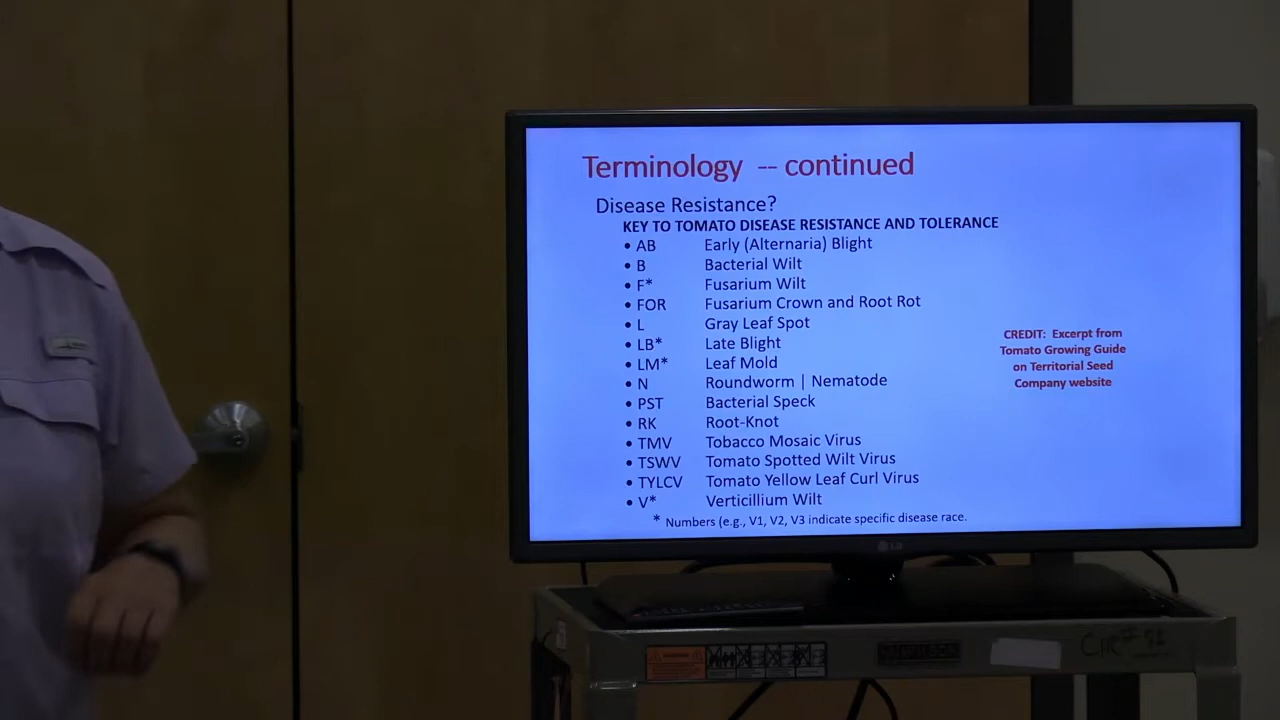 Terminology -- continued
Disease Resistance?
KEY TO TOMATO DISEASE RESISTANCE AND TOLERANCE
• AB Early (Alternaria) Blight
• B Bacterial Wilt
• F* Fusarium Wilt
• FOR Fusarium Crown and Root Rot
• L Gray Leaf Spot
• LB* Late Blight
• LM* Leaf Mold
• N Roundworm | Nematode
• PST Bacterial Speck
• RK Root-Knot
• TMV Tobacco Mosaic Virus
• TSWV Tomato Spotted Wilt Virus
• TYLCV Tomato Yellow Leaf Curl Virus
• V* Verticillium Wilt
* Numbers (e.g., V1, V2, V3 indicate specific disease race.
CREDIT: Excerpt from
Tomato Growing Guide
on Territorial Seed
Company website
LG